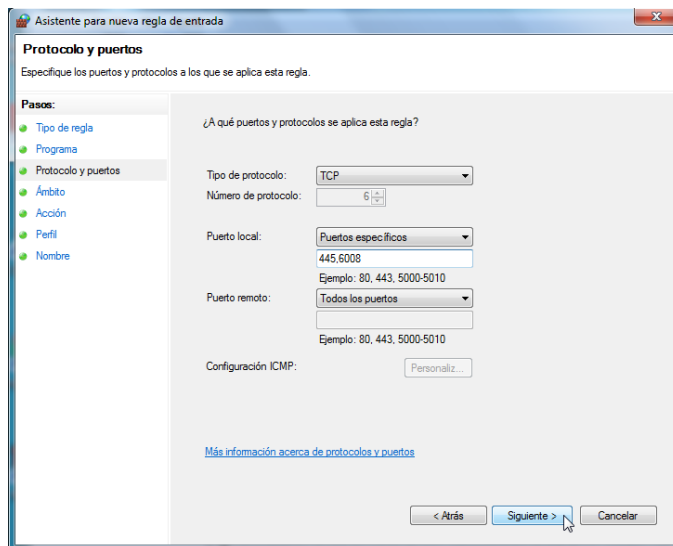 Asistente para nueva regla de entrada
Protocolo y puertos
Especifique los puertos y protocolos a los que se aplica esta regla.
Pasos:
Tipo de regla
Programa
Protocolo y puertos
Ámbito
Acción
Perfil
Nombre
¿A qué puertos y protocolos se aplica esta regla?
Tipo de protocolo: TCP
Número de protocolo: 6
Puerto local: Puertos específicos
445,6008
Ejemplo: 80, 443, 5000-5010
Puerto remoto: Todos los puertos
Ejemplo: 80, 443, 5000-5010
Configuración ICMP: Personaliz...
Más información acerca de protocolos y puertos
< Atrás Siguiente > Cancelar